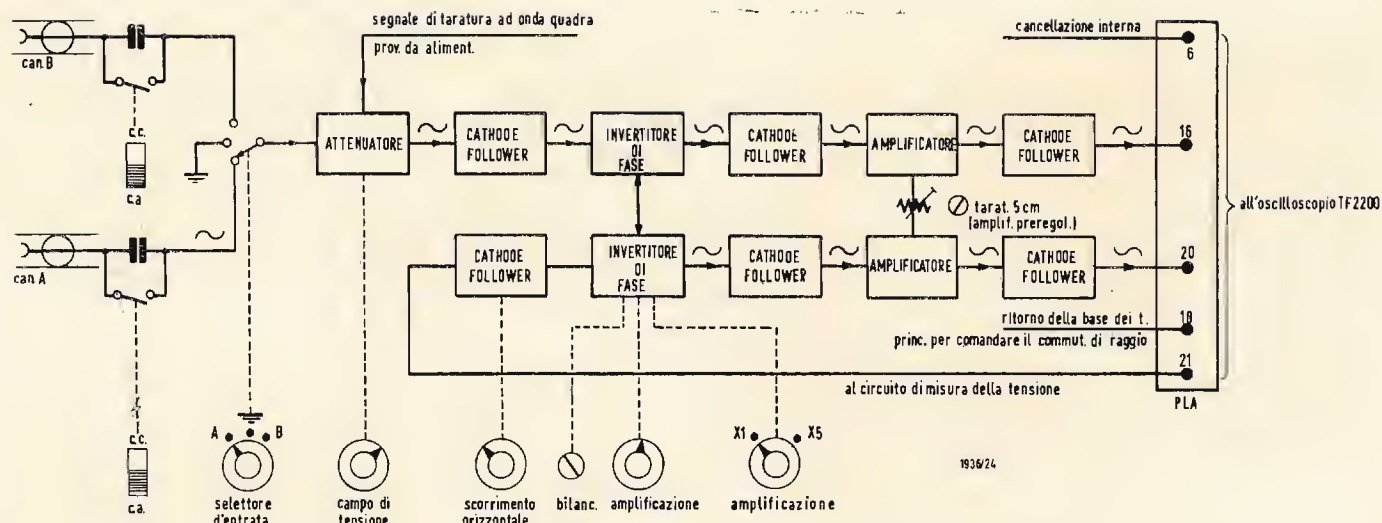 segnale di taratura ad onda quadra
prov. da aliment.
cancellazione interna
6
can.B
c.c.
c.a
ATTENUATORE
CATHODE
FOLLOWER
INVERTITORE
DI
FASE
CATHODE
FOLLOWER
AMPLIFICATORE
CATHODE
FOLLOWER
16
tarat. 5 cm
(amplif. preregol.)
all'oscilloscopio TF2200
can.A
CATHODE
FOLLOWER
INVERTITORE
DI
FASE
CATHODE
FOLLOWER
AMPLIFICATORE
CATHODE
FOLLOWER
20
ritorno della base dei t.
18
princ. per comandare il commut. di raggio
21
al circuito di misura della tensione
PLA
c.c.
c.a.
A
B
selettore
d'entrata
campo di
tensione
scorrimento
orizzontale
bilanc.
amplificazione
X1
X5
amplificazione
1936/24